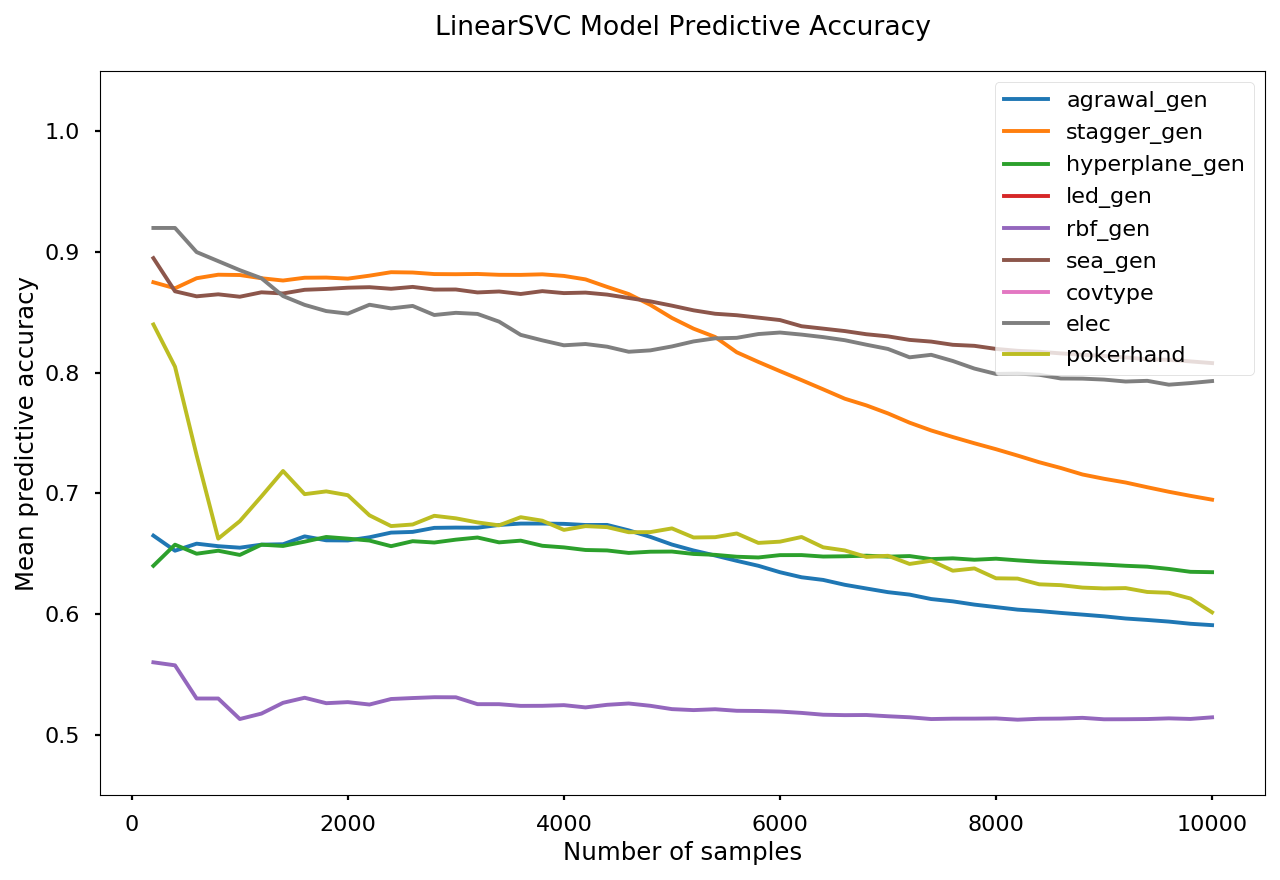 LinearSVC Model Predictive Accuracy
Mean predictive accuracy
1.0
0.9
0.8
0.7
0.6
0.5
agrawal_gen
stagger_gen
hyperplane_gen
led_gen
rbf_gen
sea_gen
covtype
elec
pokerhand
0 2000 4000 6000 8000 10000
Number of samples